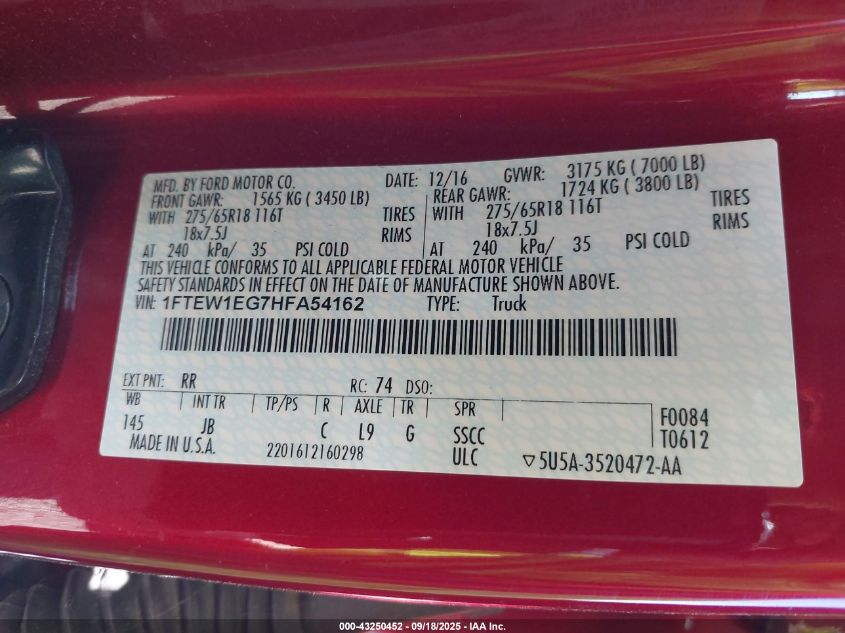 MFD. BY FORD MOTOR CO. DATE: 12/16 GVWR: 3175 KG ( 7000 LB)
FRONT GAWR: 1565 KG ( 3450 LB) REAR GAWR: 1724 KG ( 3800 LB)
WITH 275/65R18 116T TIRES WITH 275/65R18 116T TIRES
18x7.5J RIMS 18x7.5J RIMS
AT 240 kPa/ 35 PSI COLD AT 240 kPa/ 35 PSI COLD
THIS VEHICLE CONFORMS TO ALL APPLICABLE FEDERAL MOTOR VEHICLE
SAFETY STANDARDS IN EFFECT ON THE DATE OF MANUFACTURE SHOWN ABOVE.
VIN: 1FTEW1EG7HFA54162 TYPE: Truck
EXT PNT: RR RC: 74 DSO:
WB INT TR TP/PS R AXLE TR SPR F0084
145 JB C L9 G SSCC T0612
MADE IN U.S.A. 2201612160298 ULC ▽5U5A-3520472-AA
000-43250452 - 09/18/2025 - IAA Inc.